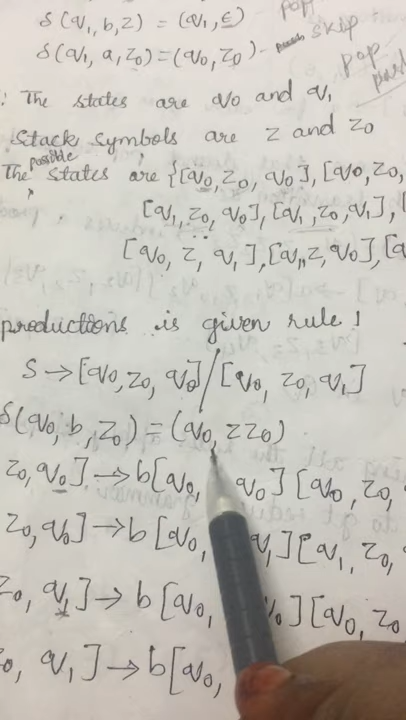 δ(q1, b, z) = (q1, ε) pop
δ(q1, a, z0) = (q0, z0) - skip
pop
push
: The states are q0 and q1
Stack symbols are z and z0
The possible states are {[q0, z0, q0], [q0, z0,
[q1, z0, q0], [q1, z0, q1], [
[q0, z, q1], [q1, z, q0], [q
productions is given rule 1
S → [q0, z0, q0] / [q0, z0, q1]
δ(q0, b, z0) = (q0, zz0)
z0, q0] → b[q0, q0][q0, z0,
z0, q0] → b[q0, q1][q1, z0,
z0, q1] → b[q0, ][q0, z0
z0, q1] → b[q0,